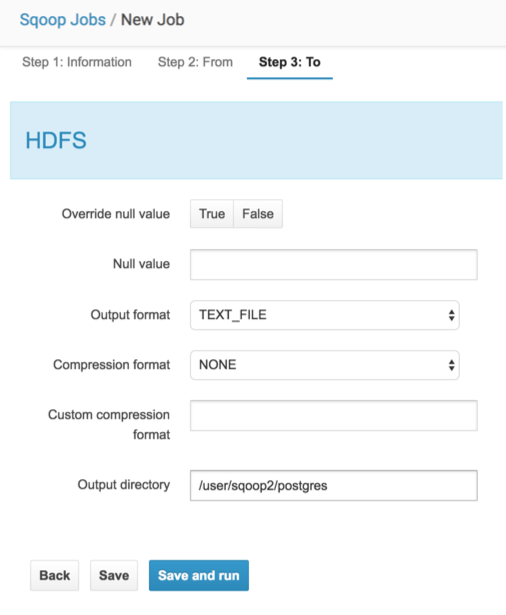 Sqoop Jobs / New Job
Step 1: Information Step 2: From Step 3: To
HDFS
Override null value True False
Null value
Output format TEXT_FILE
Compression format NONE
Custom compression
format
Output directory /user/sqoop2/postgres
Back Save Save and run